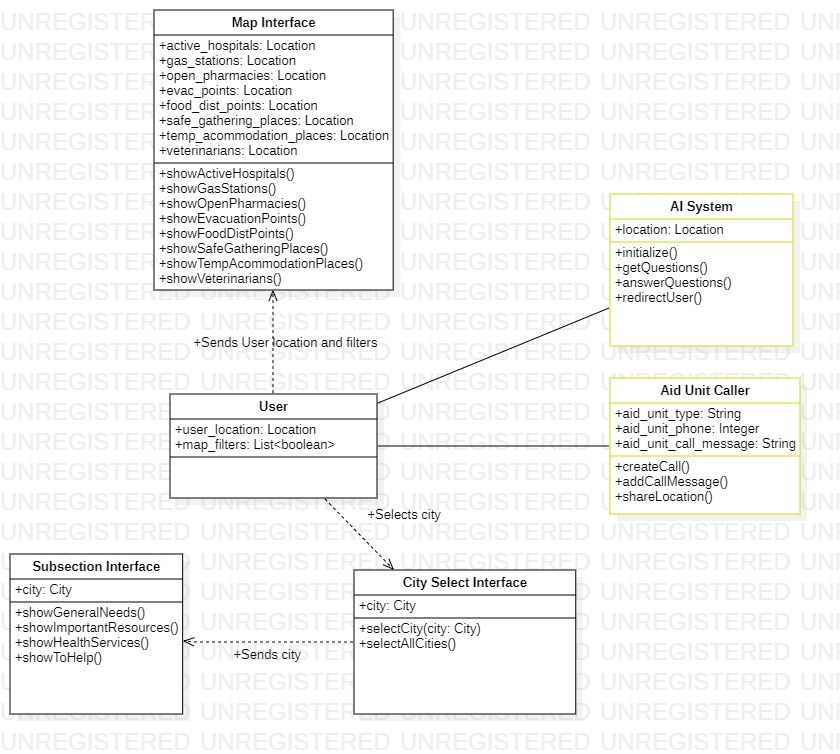 Map Interface
+active_hospitals: Location
+gas_stations: Location
+open_pharmacies: Location
+evac_points: Location
+food_dist_points: Location
+safe_gathering_places: Location
+temp_acommodation_places: Location
+veterinarians: Location
+showActiveHospitals()
+showGasStations()
+showOpenPharmacies()
+showEvacuationPoints()
+showFoodDistPoints()
+showSafeGatheringPlaces()
+showTempAcommodationPlaces()
+showVeterinarians()
AI System
+location: Location
+initialize()
+getQuestions()
+answerQuestions()
+redirectUser()
+Sends User location and filters
User
+user_location: Location
+map_filters: List<boolean>
Aid Unit Caller
+aid_unit_type: String
+aid_unit_phone: Integer
+aid_unit_call_message: String
+createCall()
+addCallMessage()
+shareLocation()
+Selects city
Subsection Interface
+city: City
+showGeneralNeeds()
+showImportantResources()
+showHealthServices()
+showToHelp()
City Select Interface
+city: City
+selectCity(city: City)
+selectAllCities()
+Sends city
UNREGISTERED